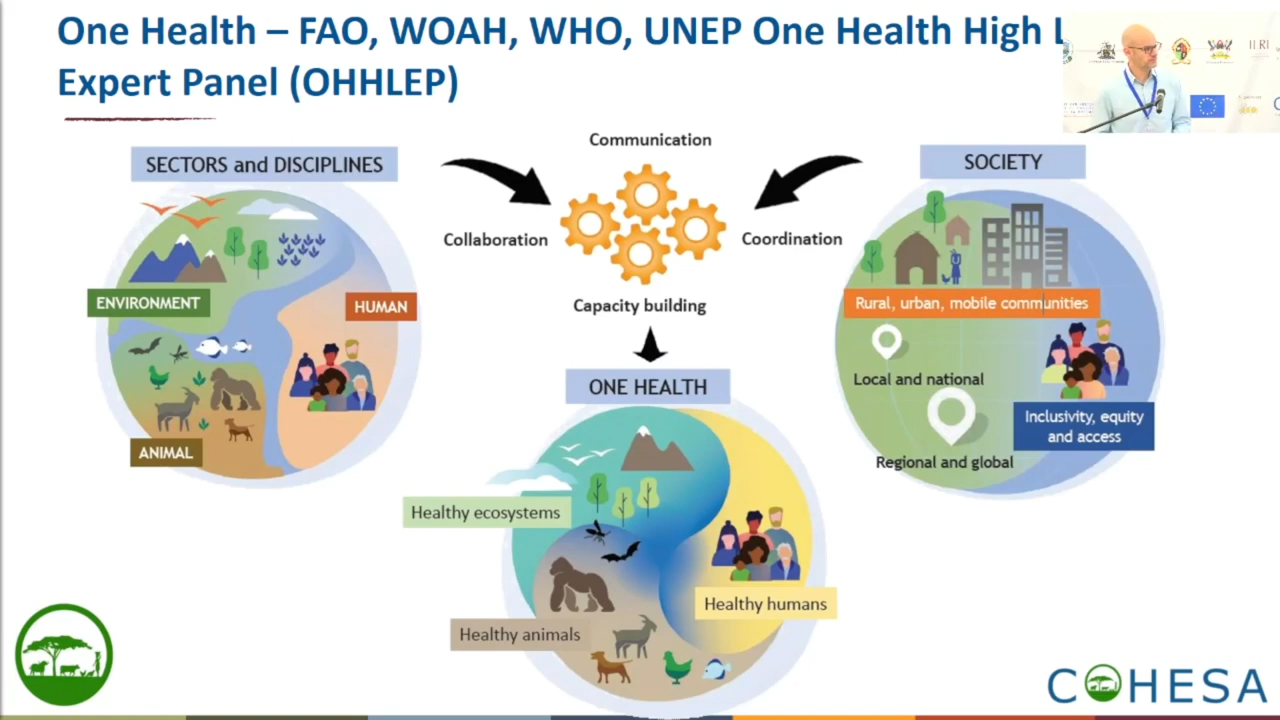 One Health – FAO, WOAH, WHO, UNEP One Health High L
Expert Panel (OHHLEP)
ILRI
SECTORS and DISCIPLINES
Communication
Collaboration
Coordination
Capacity building
SOCIETY
ENVIRONMENT
HUMAN
ANIMAL
Rural, urban, mobile communities
Local and national
Inclusivity, equity
and access
Regional and global
ONE HEALTH
Healthy ecosystems
Healthy humans
Healthy animals
COHESA